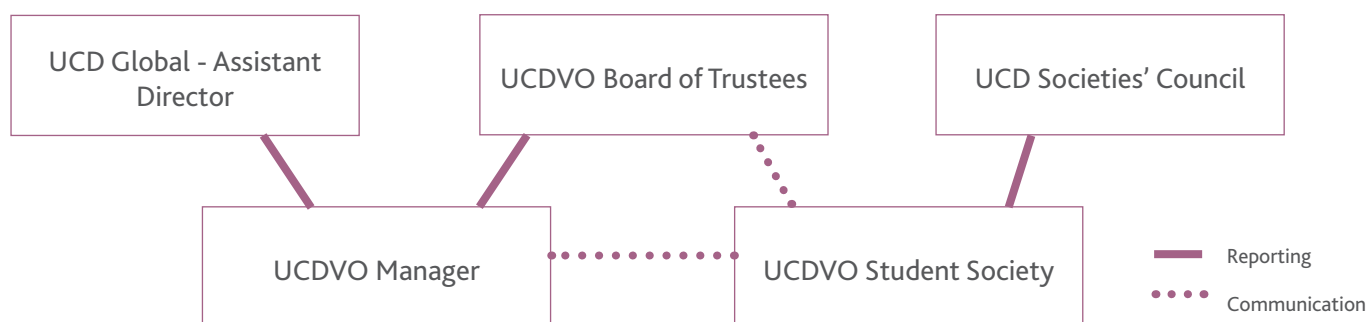 UCD Global - Assistant
Director
UCDVO Board of Trustees
UCD Societies’ Council
UCDVO Manager
UCDVO Student Society
Reporting
Communication